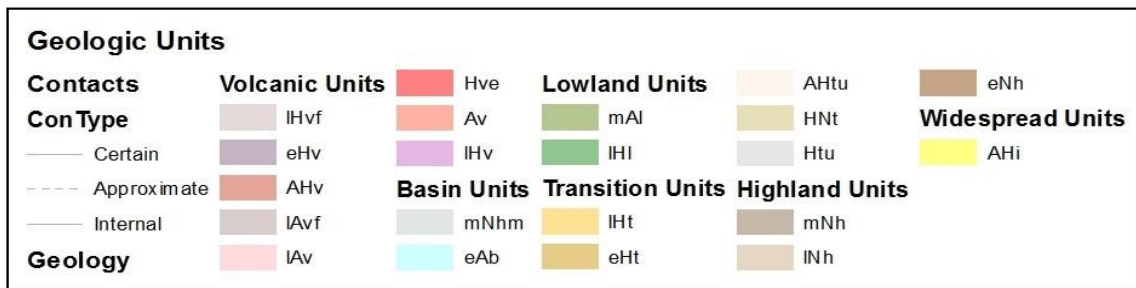 Geologic Units
Contacts
ConType
Certain
Approximate
Internal
Geology
Volcanic Units
lHvf
eHv
AHv
lAvf
lAv
Hve
Av
lHv
Basin Units
mNhm
eAb
Lowland Units
mAl
lHl
Transition Units
lHt
eHt
AHtu
HNt
Htu
Highland Units
mNh
lNh
eNh
Widespread Units
AHi